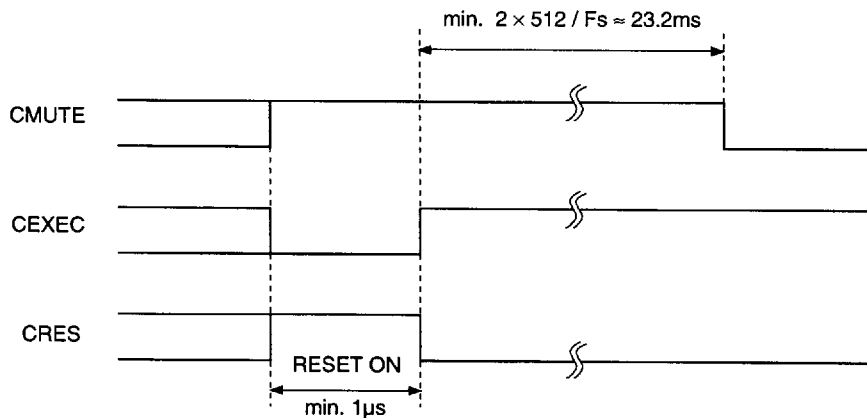 min. 2 × 512 / Fs ≈ 23.2ms
CMUTE
CEXEC
CRES
RESET ON
min. 1µs